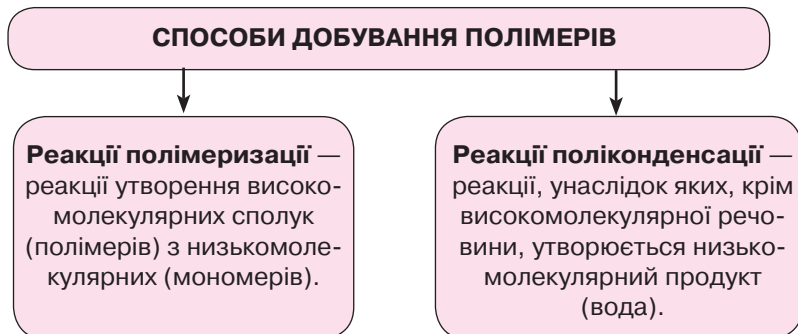 СПОСОБИ ДОБУВАННЯ ПОЛІМЕРІВ
Реакції полімеризації —
реакції утворення високо-
молекулярних сполук
(полімерів) з низькомоле-
кулярних (мономерів).
Реакції поліконденсації —
реакції, унаслідок яких, крім
високомолекулярної речо-
вини, утворюється низько-
молекулярний продукт
(вода).